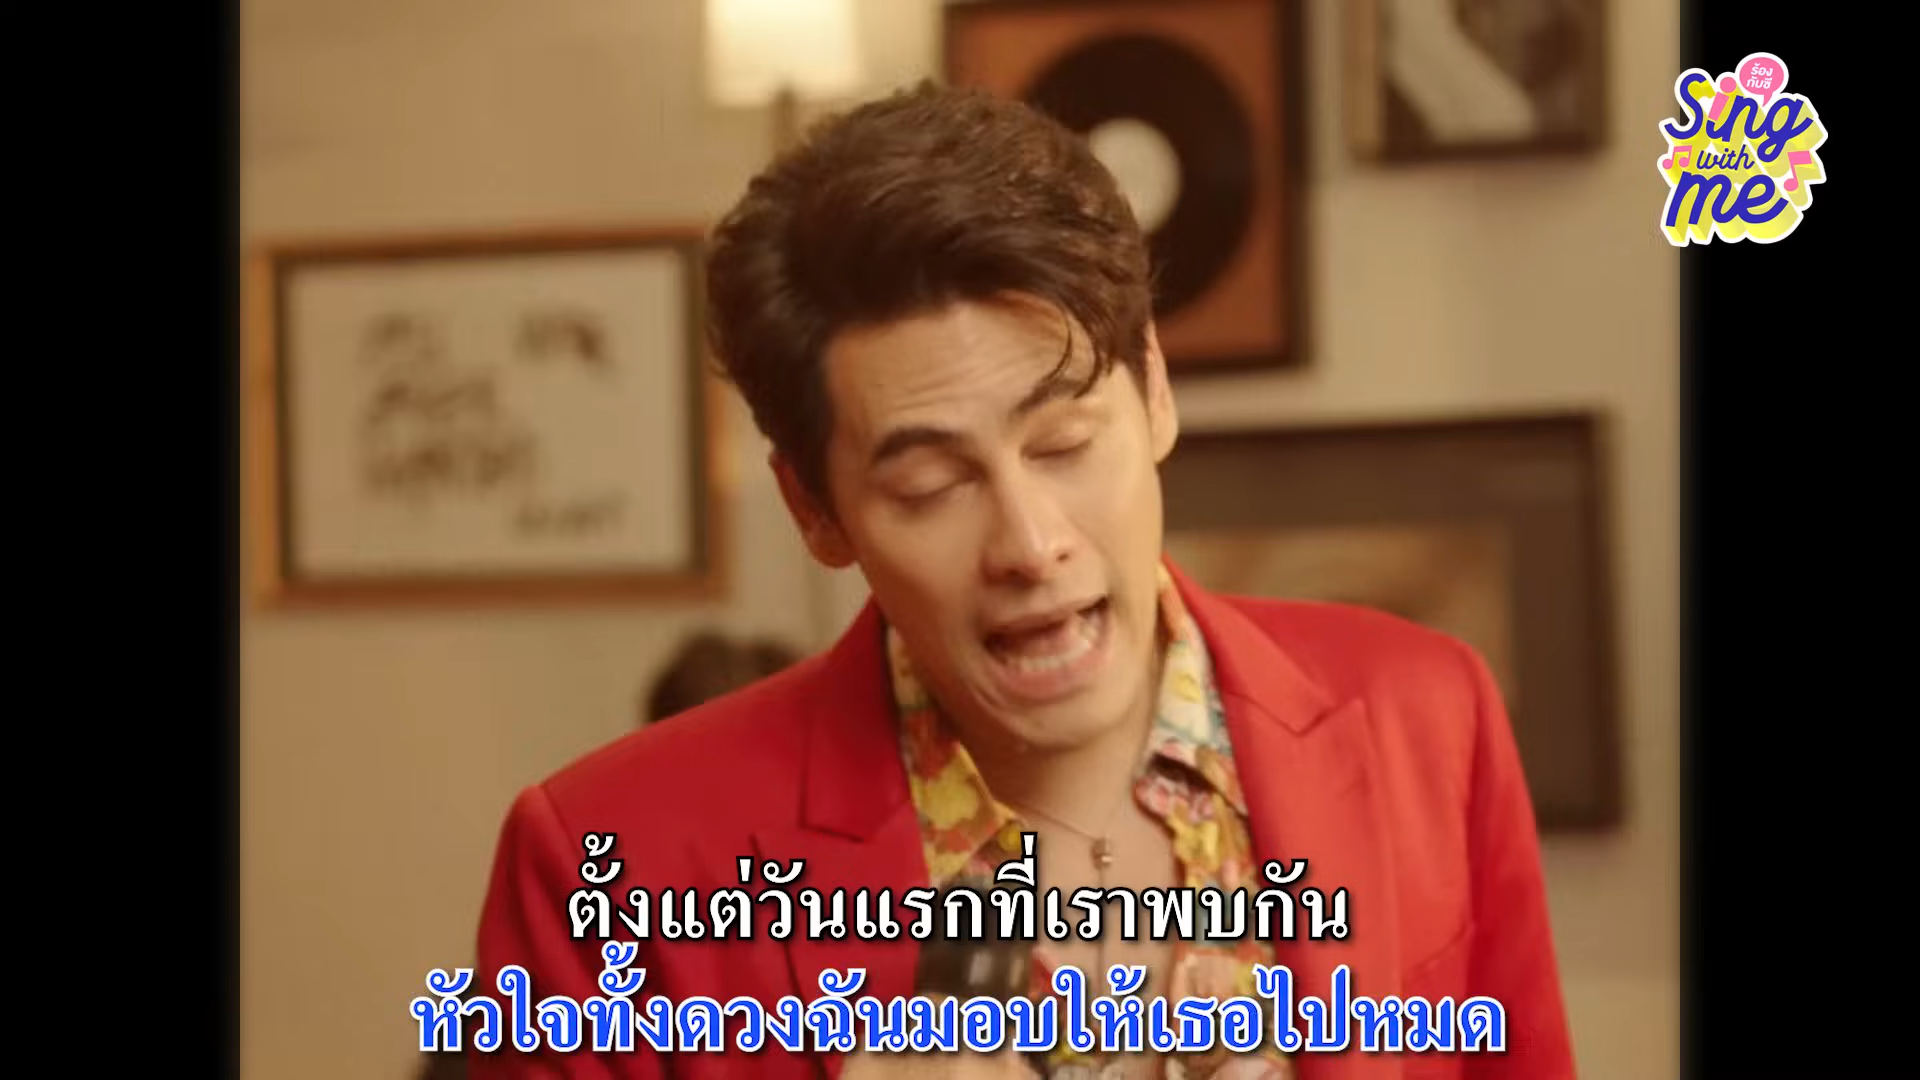 ร้อง
กับซี
Sing
with
me
ตั้งแต่วันแรกที่เราพบกัน
หัวใจทั้งดวงฉันมอบให้เธอไปหมด